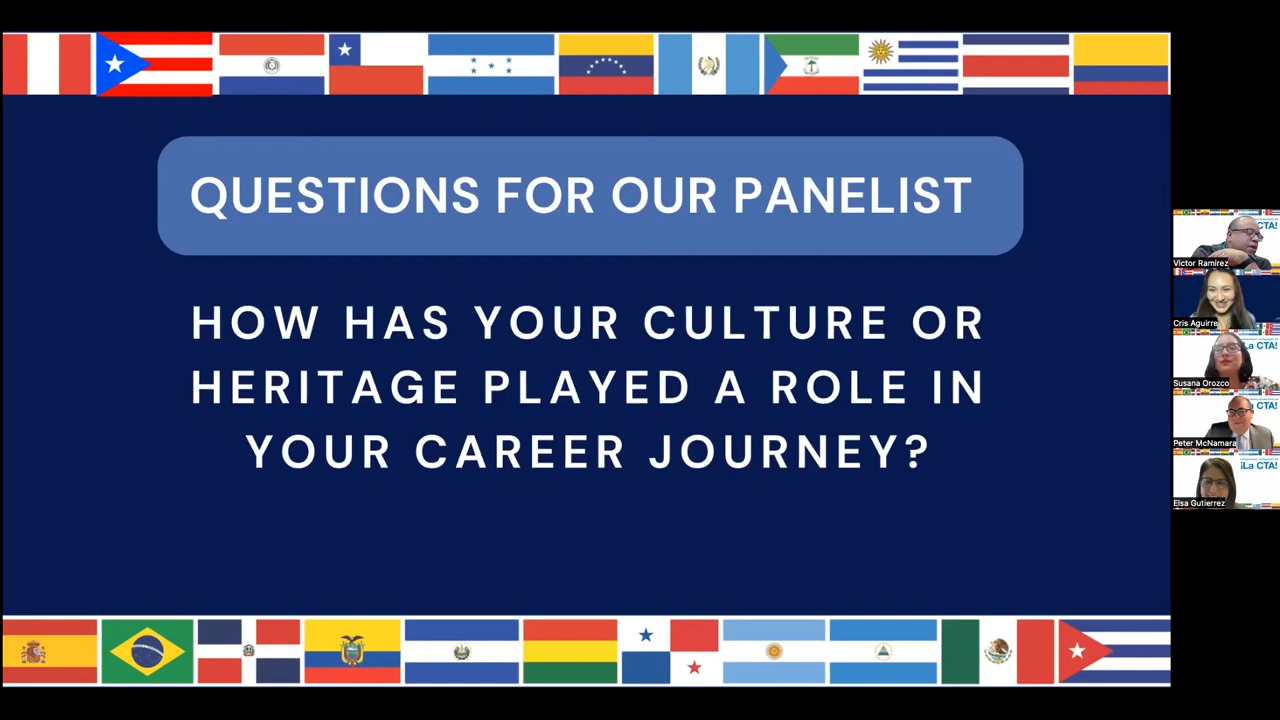 QUESTIONS FOR OUR PANELIST
HOW HAS YOUR CULTURE OR
HERITAGE PLAYED A ROLE IN
YOUR CAREER JOURNEY?
CTA!
Victor Ramirez
Cris Aguirre
La CTA!
Susana Orozco
CTA!
Peter McNamara
¡La CTA!
Elsa Gutierrez